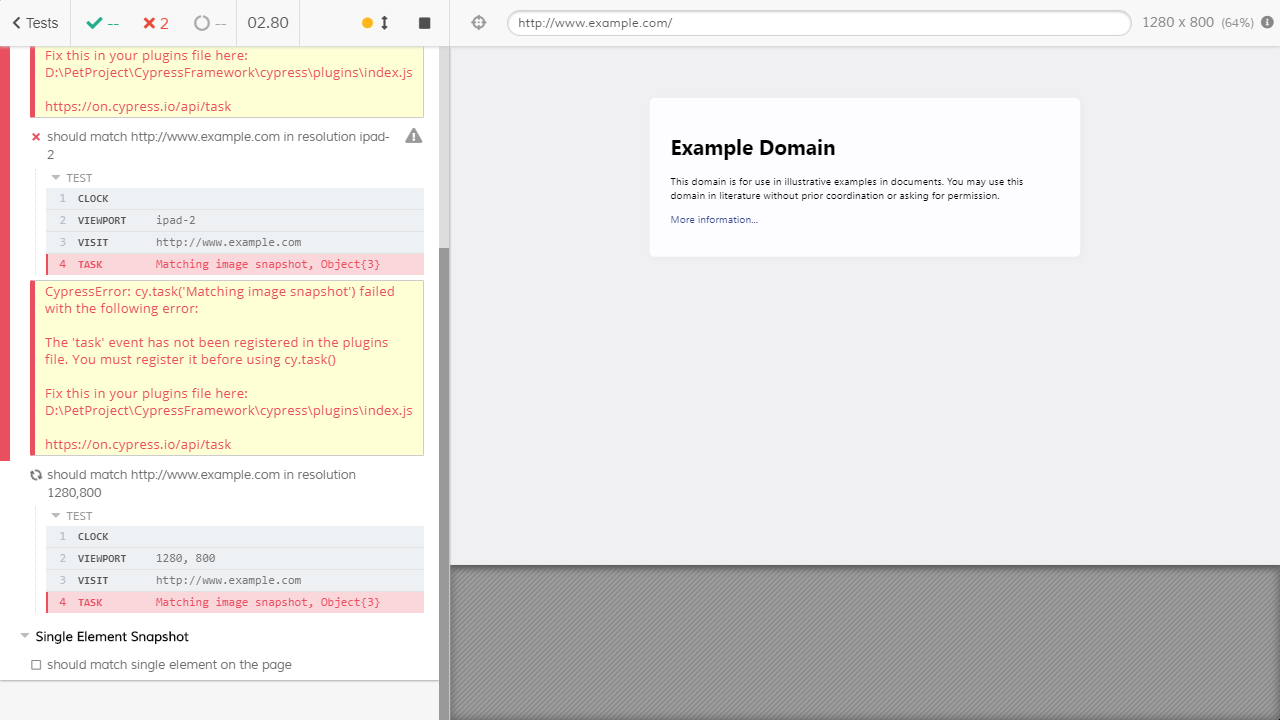 Tests -- 2 -- 02.80
http://www.example.com/ 1280 x 800 (64%)
Fix this in your plugins file here:
D:\PetProject\CypressFramework\cypress\plugins\index.js
https://on.cypress.io/api/task
should match http://www.example.com in resolution ipad-
2
TEST
1 CLOCK
2 VIEWPORT ipad-2
3 VISIT http://www.example.com
4 TASK Matching image snapshot, Object{3}
CypressError: cy.task('Matching image snapshot') failed
with the following error:
The 'task' event has not been registered in the plugins
file. You must register it before using cy.task()
Fix this in your plugins file here:
D:\PetProject\CypressFramework\cypress\plugins\index.js
https://on.cypress.io/api/task
should match http://www.example.com in resolution
1280,800
TEST
1 CLOCK
2 VIEWPORT 1280, 800
3 VISIT http://www.example.com
4 TASK Matching image snapshot, Object{3}
Single Element Snapshot
should match single element on the page
Example Domain
This domain is for use in illustrative examples in documents. You may use this
domain in literature without prior coordination or asking for permission.
More information...